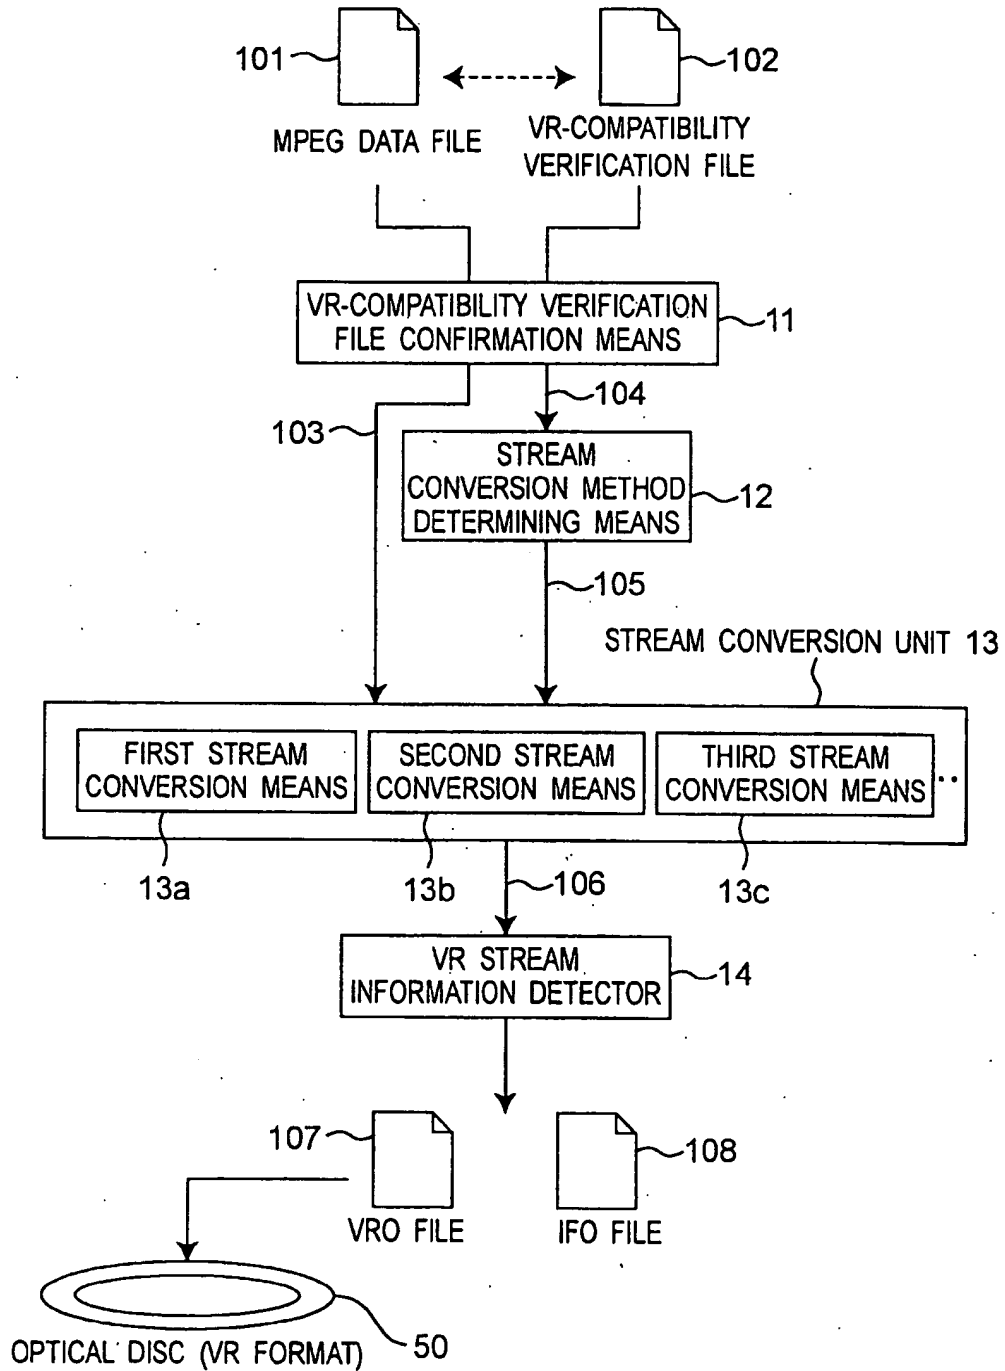 101
102
MPEG DATA FILE
VR-COMPATIBILITY
VERIFICATION FILE
VR-COMPATIBILITY VERIFICATION
FILE CONFIRMATION MEANS
11
104
103
STREAM
CONVERSION METHOD
DETERMINING MEANS
12
105
STREAM CONVERSION UNIT 13
FIRST STREAM
CONVERSION MEANS
SECOND STREAM
CONVERSION MEANS
THIRD STREAM
CONVERSION MEANS
..
13a
13b
106
13c
VR STREAM
INFORMATION DETECTOR
14
107
108
VRO FILE
IFO FILE
50
OPTICAL DISC (VR FORMAT)